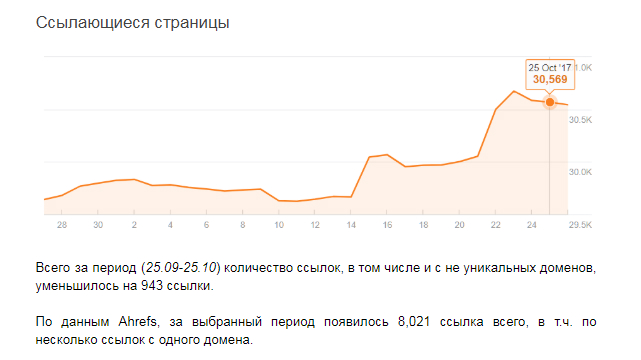 Ссылающиеся страницы
25 Oct '17
30,569
1.0K
30.5K
30.0K
29.5K
28 30 2 4 6 8 10 12 14 16 18 20 22 24
Всего за период (25.09-25.10) количество ссылок, в том числе и с не уникальных доменов,
уменьшилось на 943 ссылки.
По данным Ahrefs, за выбранный период появилось 8,021 ссылка всего, в т.ч. по
несколько ссылок с одного домена.